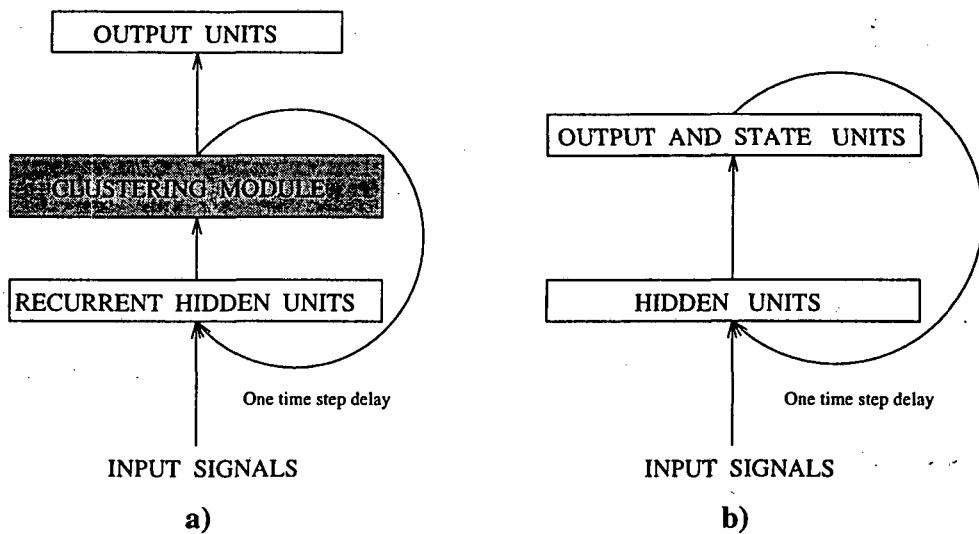 OUTPUT UNITS
CLUSTERING MODULE
RECURRENT HIDDEN UNITS
One time step delay
INPUT SIGNALS
a)
OUTPUT AND STATE UNITS
HIDDEN UNITS
One time step delay
INPUT SIGNALS
b)